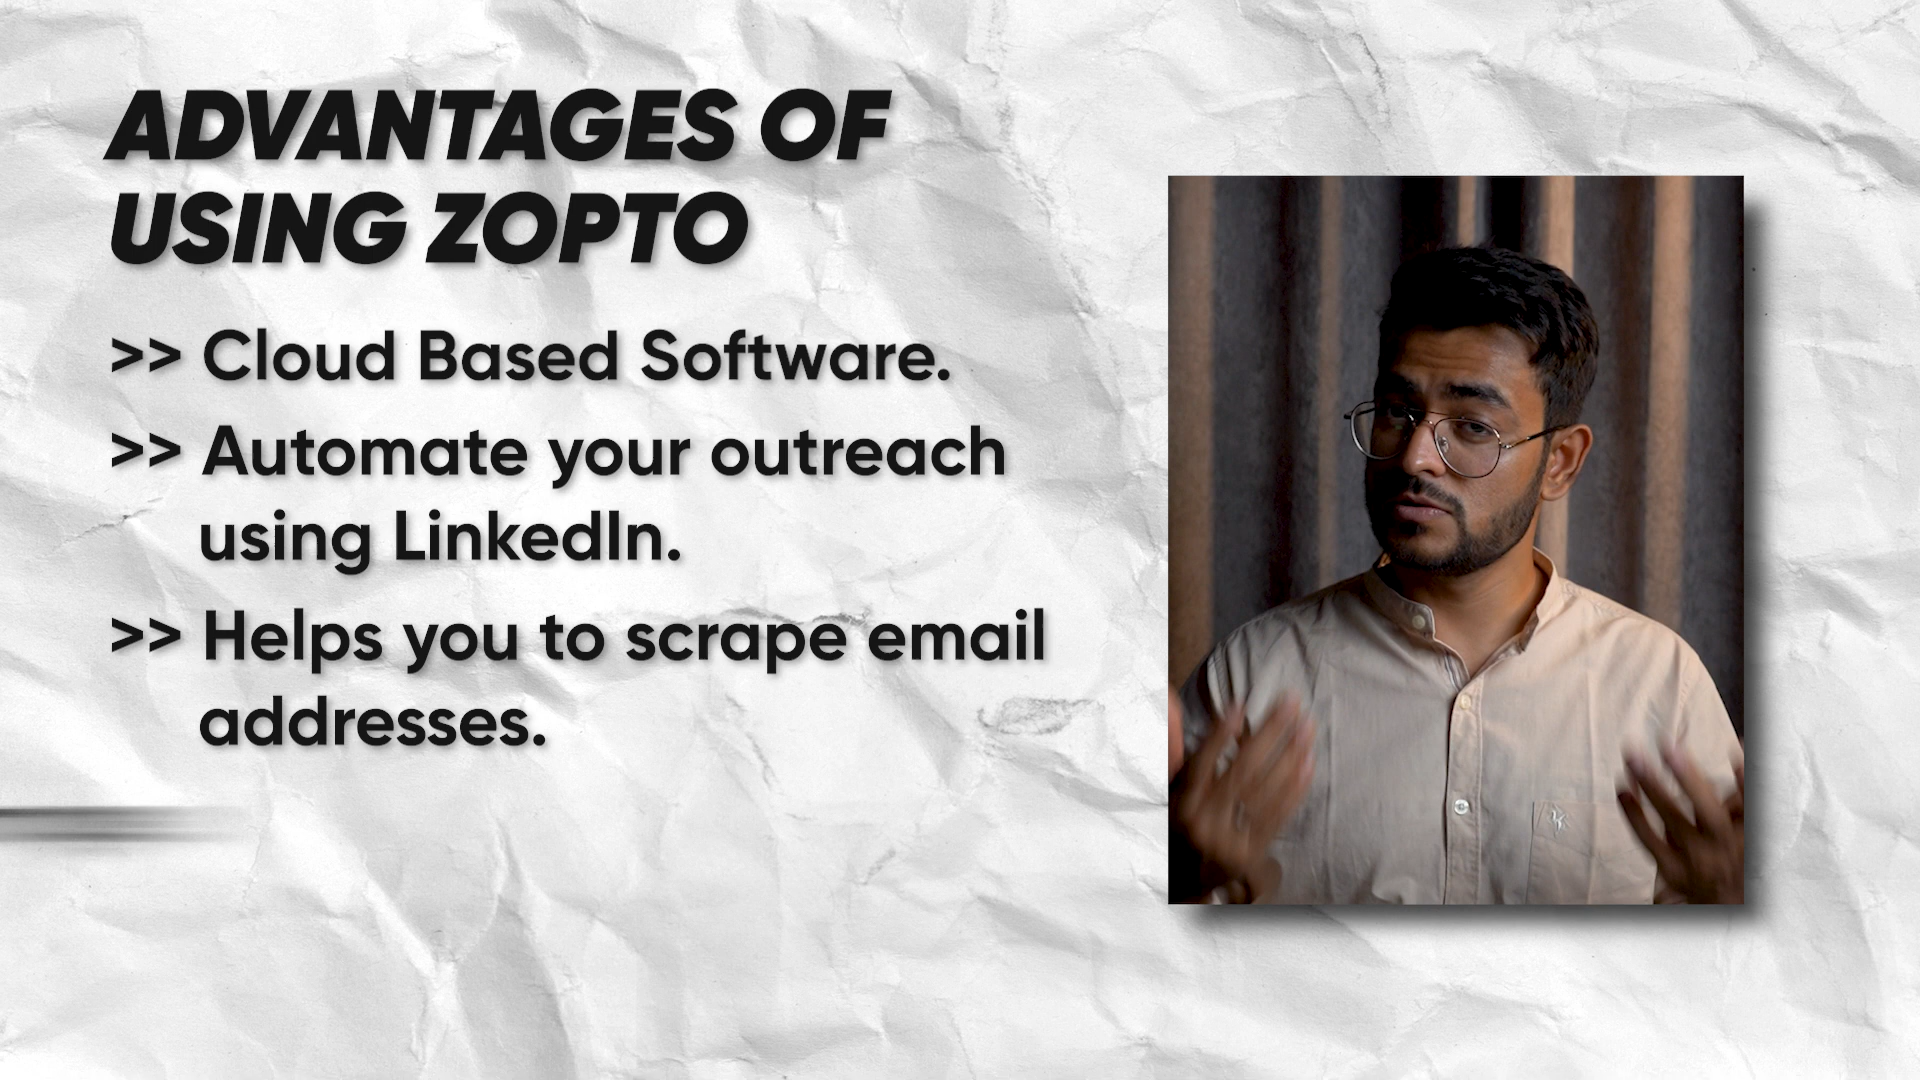 ADVANTAGES OF
USING ZOPTO
>> Cloud Based Software.
>> Automate your outreach
using LinkedIn.
>> Helps you to scrape email
addresses.